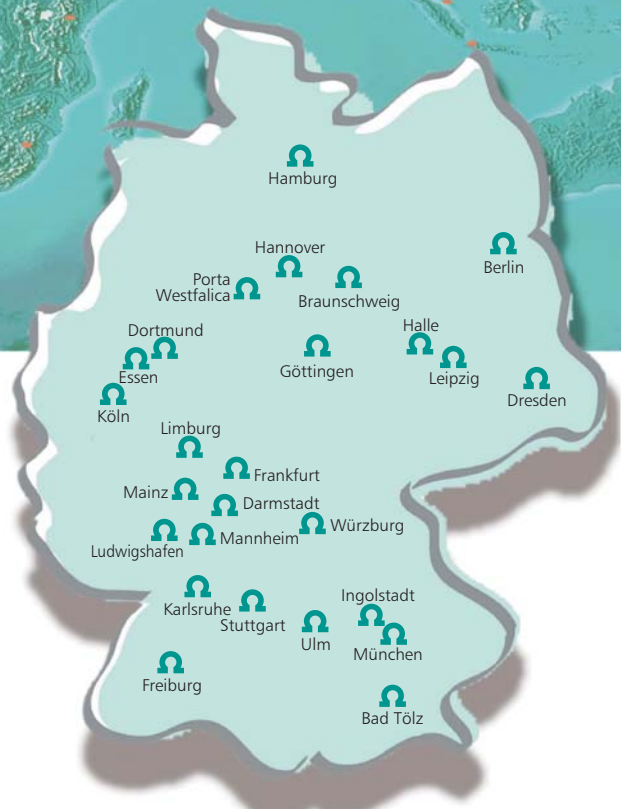 Hamburg
Hannover
Berlin
Porta
Westfalica
Braunschweig
Halle
Dortmund
Essen
Göttingen
Leipzig
Dresden
Köln
Limburg
Frankfurt
Mainz
Darmstadt
Würzburg
Mannheim
Ludwigshafen
Ingolstadt
Karlsruhe
Stuttgart
Ulm
München
Freiburg
Bad Tölz